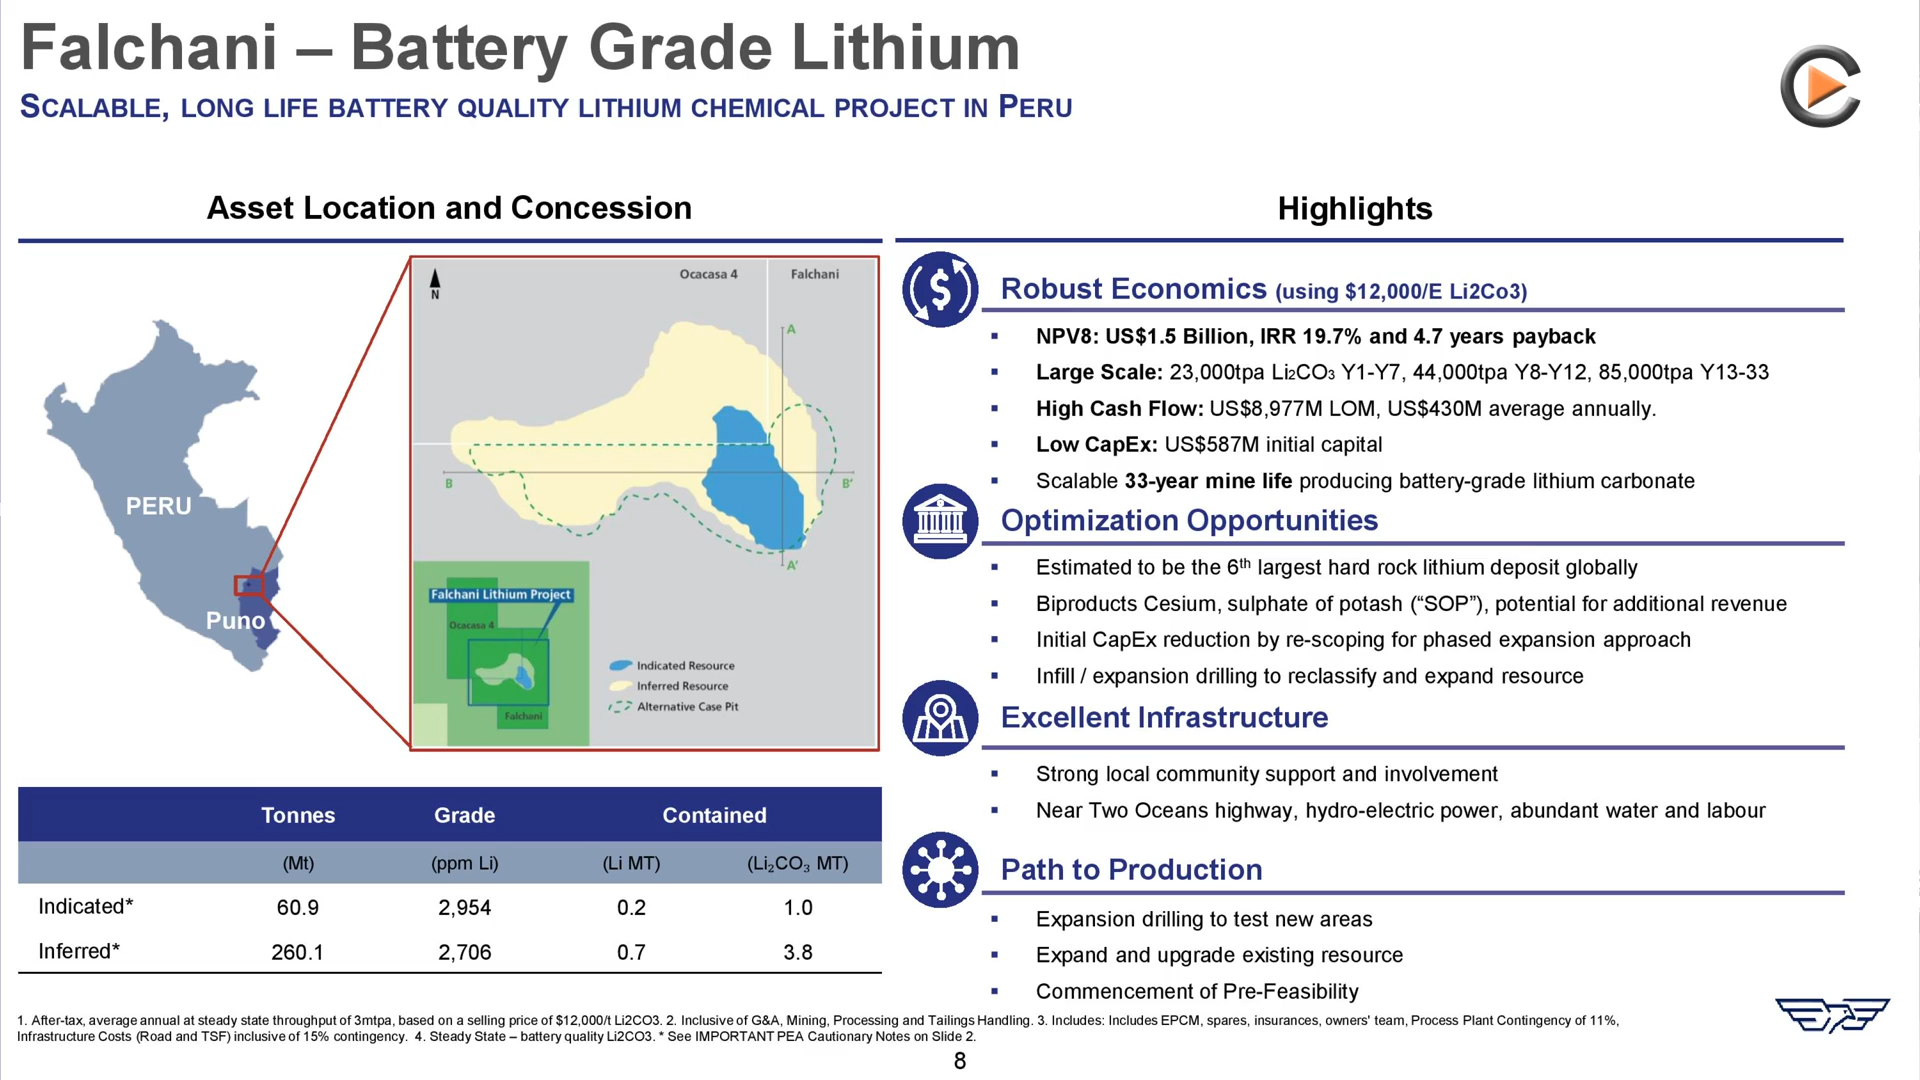 Falchani – Battery Grade Lithium
SCALABLE, LONG LIFE BATTERY QUALITY LITHIUM CHEMICAL PROJECT IN PERU
Asset Location and Concession
Ocacasa 4
Falchani
N
A
B
B'
A'
PERU
Puno
Falchani Lithium Project
Ocacasa 4
Falchani
Indicated Resource
Inferred Resource
Alternative Case Pit
Tonnes Grade Contained
(Mt) (ppm Li) (Li MT) (Li₂CO₃ MT)
Indicated* 60.9 2,954 0.2 1.0
Inferred* 260.1 2,706 0.7 3.8
Highlights
$
Robust Economics (using $12,000/E Li2Co3)
▪ NPV8: US$1.5 Billion, IRR 19.7% and 4.7 years payback
▪ Large Scale: 23,000tpa Li₂CO₃ Y1-Y7, 44,000tpa Y8-Y12, 85,000tpa Y13-33
▪ High Cash Flow: US$8,977M LOM, US$430M average annually.
▪ Low CapEx: US$587M initial capital
▪ Scalable 33-year mine life producing battery-grade lithium carbonate
Optimization Opportunities
▪ Estimated to be the 6th largest hard rock lithium deposit globally
▪ Biproducts Cesium, sulphate of potash (“SOP”), potential for additional revenue
▪ Initial CapEx reduction by re-scoping for phased expansion approach
▪ Infill / expansion drilling to reclassify and expand resource
Excellent Infrastructure
▪ Strong local community support and involvement
▪ Near Two Oceans highway, hydro-electric power, abundant water and labour
Path to Production
▪ Expansion drilling to test new areas
▪ Expand and upgrade existing resource
▪ Commencement of Pre-Feasibility
1. After-tax, average annual at steady state throughput of 3mtpa, based on a selling price of $12,000/t Li2CO3. 2. Inclusive of G&A, Mining, Processing and Tailings Handling. 3. Includes: Includes EPCM, spares, insurances, owners' team, Process Plant Contingency of 11%,
Infrastructure Costs (Road and TSF) inclusive of 15% contingency. 4. Steady State – battery quality Li2CO3. * See IMPORTANT PEA Cautionary Notes on Slide 2.
8